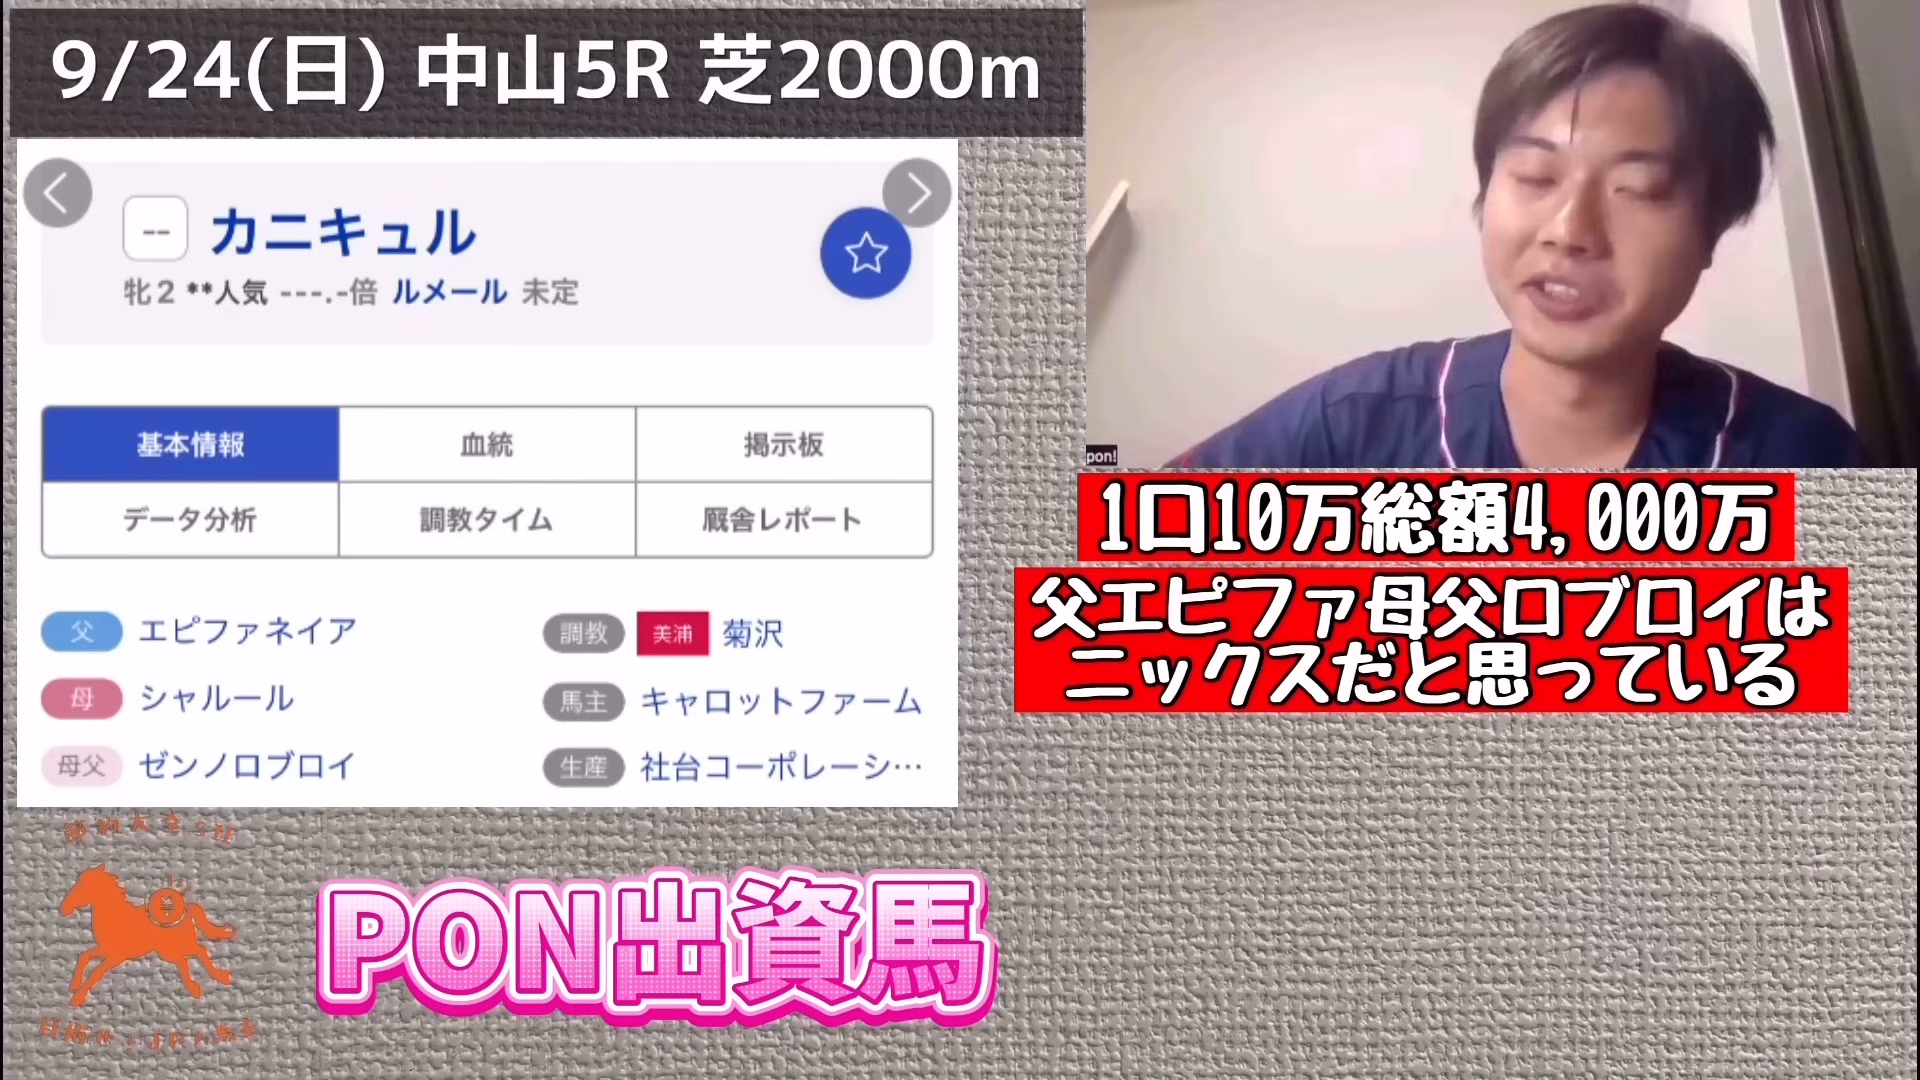 9/24(日) 中山5R 芝2000m
-- カニキュル
牝2 **人気 ---.-倍 ルメール 未定
基本情報 血統 掲示板
データ分析 調教タイム 厩舎レポート
父 エピファネイア 調教 美浦 菊沢
母 シャルール 馬主 キャロットファーム
母父 ゼンノロブロイ 生産 社台コーポレーシ…
pon!
1口10万総額4,000万
父エピファ母父ロブロイは
ニックスだと思っている
PON出資馬